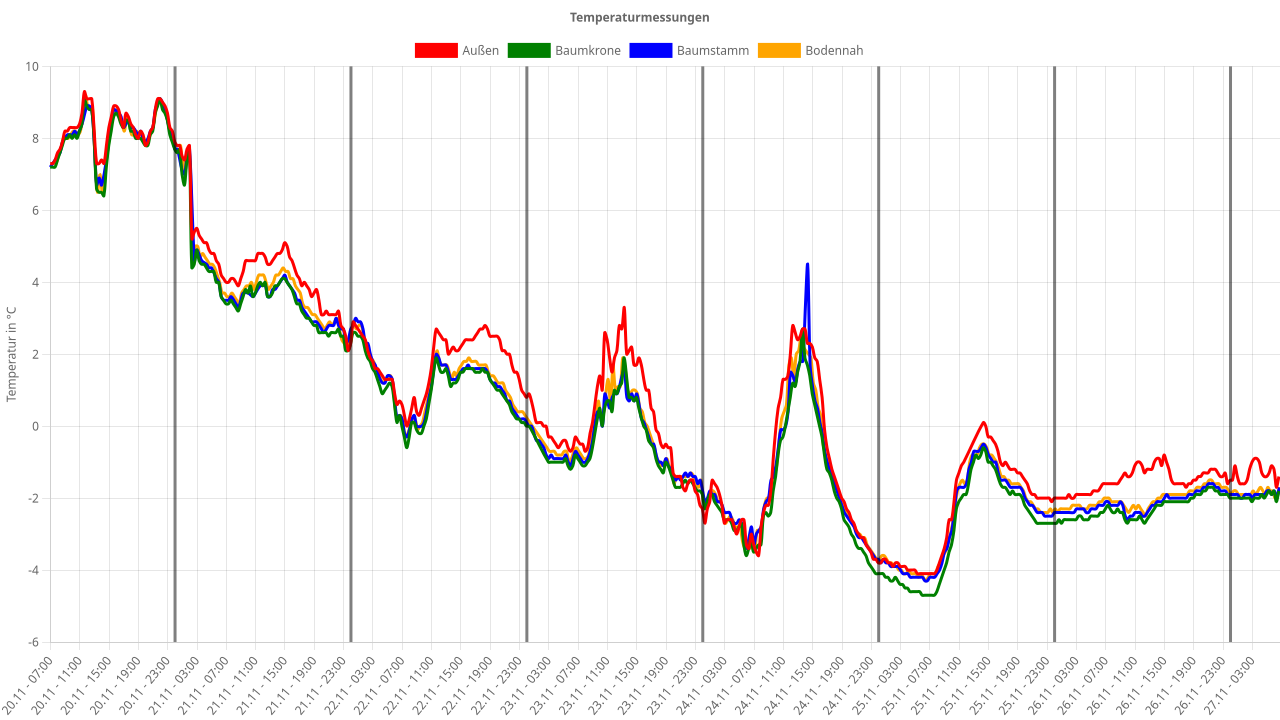 Temperaturmessungen
Außen Baumkrone Baumstamm Bodennah
Temperatur in °C
10
8
6
4
2
0
-2
-4
-6
20.11 - 07:00
20.11 - 11:00
20.11 - 15:00
20.11 - 19:00
20.11 - 23:00
21.11 - 03:00
21.11 - 07:00
21.11 - 11:00
21.11 - 15:00
21.11 - 19:00
21.11 - 23:00
22.11 - 03:00
22.11 - 07:00
22.11 - 11:00
22.11 - 15:00
22.11 - 19:00
22.11 - 23:00
23.11 - 03:00
23.11 - 07:00
23.11 - 11:00
23.11 - 15:00
23.11 - 19:00
23.11 - 23:00
24.11 - 03:00
24.11 - 07:00
24.11 - 11:00
24.11 - 15:00
24.11 - 19:00
24.11 - 23:00
25.11 - 03:00
25.11 - 07:00
25.11 - 11:00
25.11 - 15:00
25.11 - 19:00
25.11 - 23:00
26.11 - 03:00
26.11 - 07:00
26.11 - 11:00
26.11 - 15:00
26.11 - 19:00
26.11 - 23:00
27.11 - 03:00